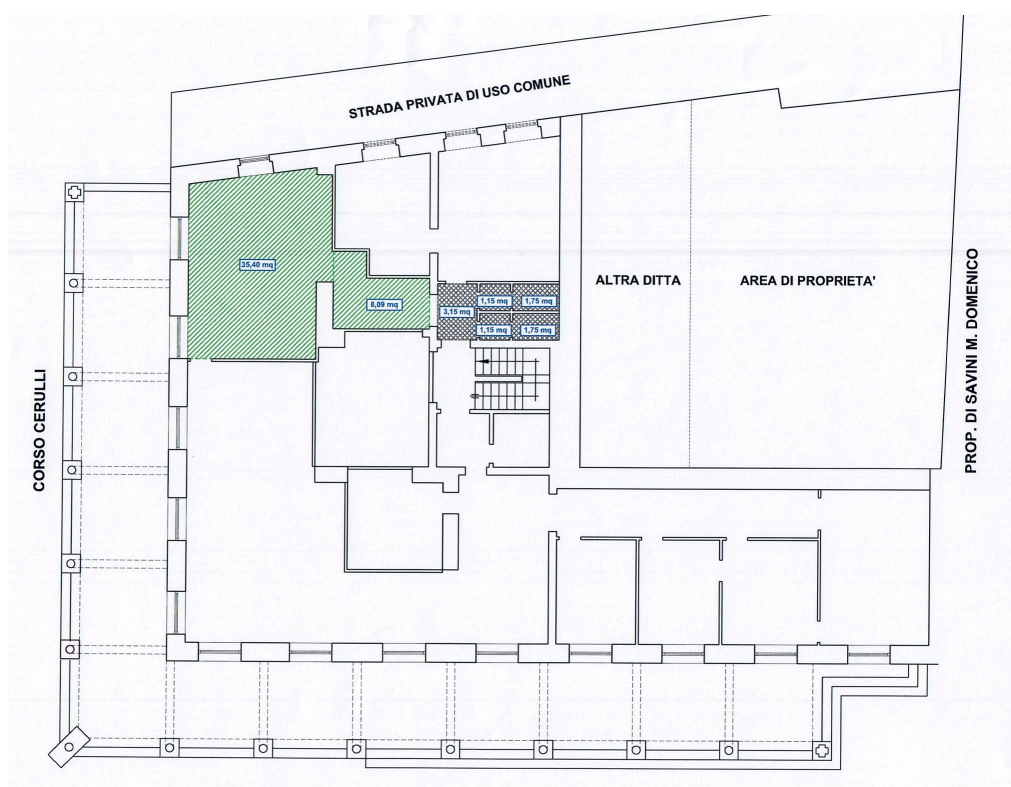 STRADA PRIVATA DI USO COMUNE
35,40 mq
8,09 mq
3,15 mq
1,15 mq
1,75 mq
1,15 mq
1,75 mq
ALTRA DITTA
AREA DI PROPRIETA'
CORSO CERULLI
PROP. DI SAVINI M. DOMENICO